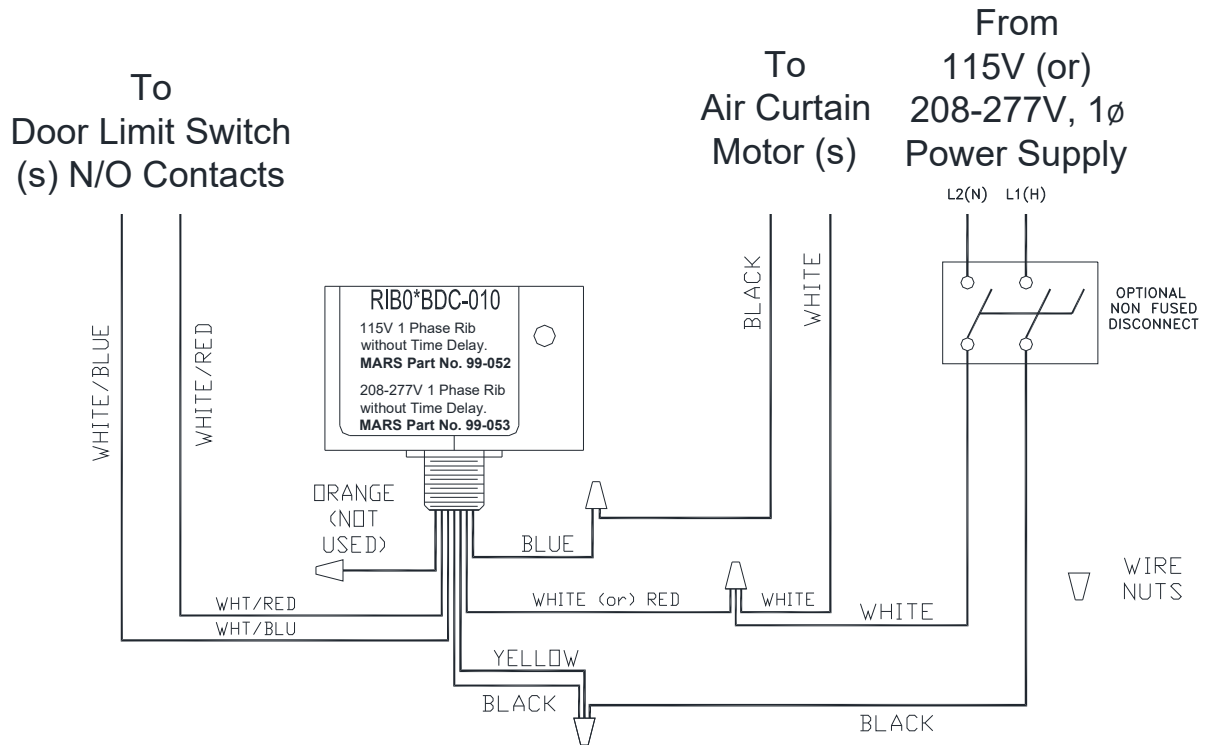 To
Door Limit Switch
(s) N/O Contacts
To
Air Curtain
Motor (s)
From
115V (or)
208-277V, 1ø
Power Supply
L2(N) L1(H)
OPTIONAL
NON FUSED
DISCONNECT
WHITE/BLUE
WHITE/RED
RIB0*BDC-010
115V 1 Phase Rib
without Time Delay.
MARS Part No. 99-052
208-277V 1 Phase Rib
without Time Delay.
MARS Part No. 99-053
BLACK
WHITE
ORANGE
(NOT
USED)
BLUE
WHT/RED
WHT/BLU
WHITE (or) RED
WHITE
WHITE
WIRE
NUTS
YELLOW
BLACK
BLACK